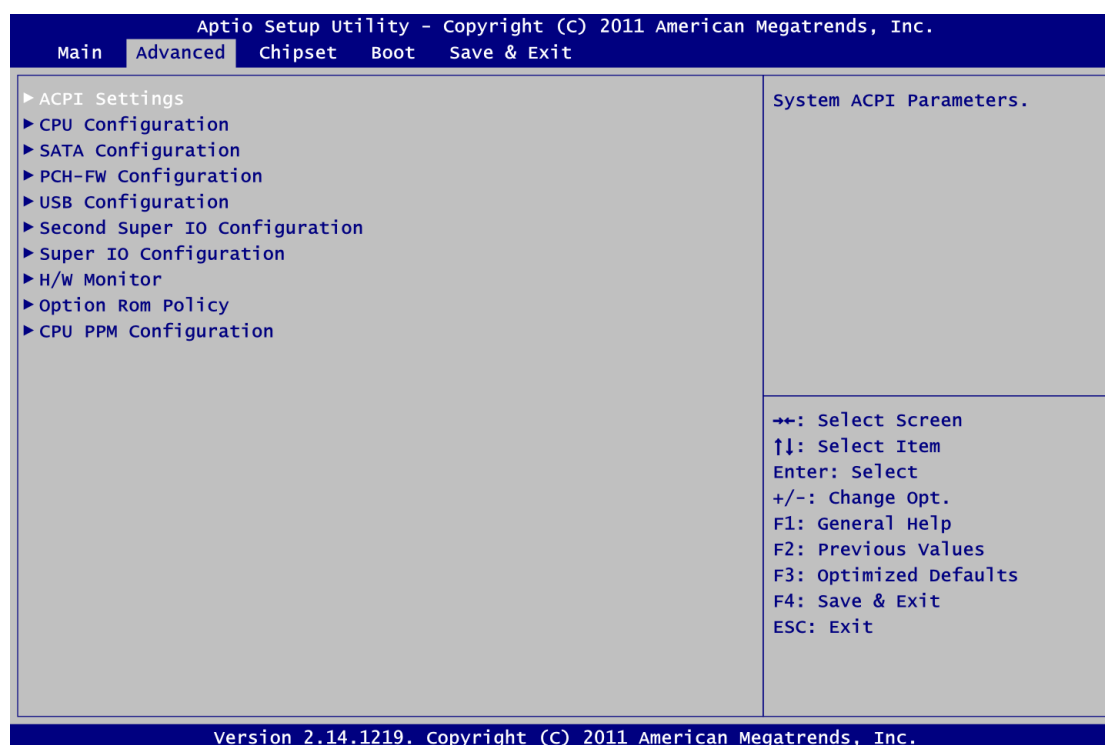 Aptio Setup Utility - Copyright (C) 2011 American Megatrends, Inc.
Main Advanced Chipset Boot Save & Exit
►ACPI Settings
►CPU Configuration
►SATA Configuration
►PCH-FW Configuration
►USB Configuration
►Second Super IO Configuration
►Super IO Configuration
►H/W Monitor
►Option Rom Policy
►CPU PPM Configuration
System ACPI Parameters.
→←: Select Screen
↑↓: Select Item
Enter: Select
+/-: Change Opt.
F1: General Help
F2: Previous Values
F3: Optimized Defaults
F4: Save & Exit
ESC: Exit
Version 2.14.1219. Copyright (C) 2011 American Megatrends, Inc.